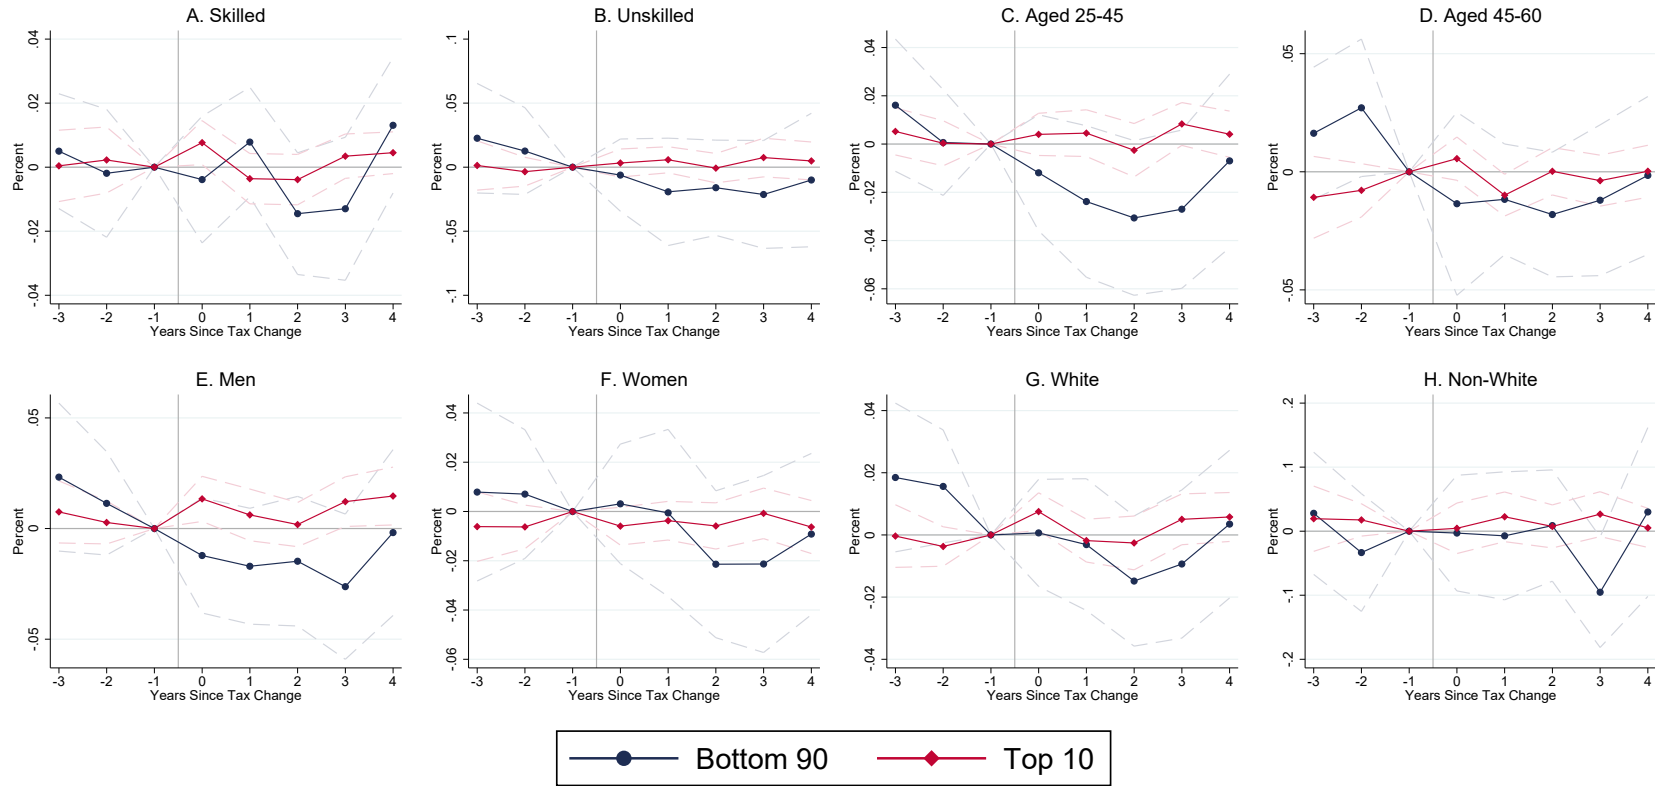 A. Skilled
Percent
.04
.02
0
-.02
-.04
-3 -2 -1 0 1 2 3 4
Years Since Tax Change
B. Unskilled
Percent
.1
.05
0
-.05
-.1
-3 -2 -1 0 1 2 3 4
Years Since Tax Change
C. Aged 25-45
Percent
.04
.02
0
-.02
-.04
-.06
-3 -2 -1 0 1 2 3 4
Years Since Tax Change
D. Aged 45-60
Percent
.05
0
-.05
-3 -2 -1 0 1 2 3 4
Years Since Tax Change
E. Men
Percent
.05
0
-.05
-3 -2 -1 0 1 2 3 4
Years Since Tax Change
F. Women
Percent
.04
.02
0
-.02
-.04
-.06
-3 -2 -1 0 1 2 3 4
Years Since Tax Change
G. White
Percent
.04
.02
0
-.02
-.04
-3 -2 -1 0 1 2 3 4
Years Since Tax Change
H. Non-White
Percent
.2
.1
0
-.1
-.2
-3 -2 -1 0 1 2 3 4
Years Since Tax Change
Bottom 90 Top 10